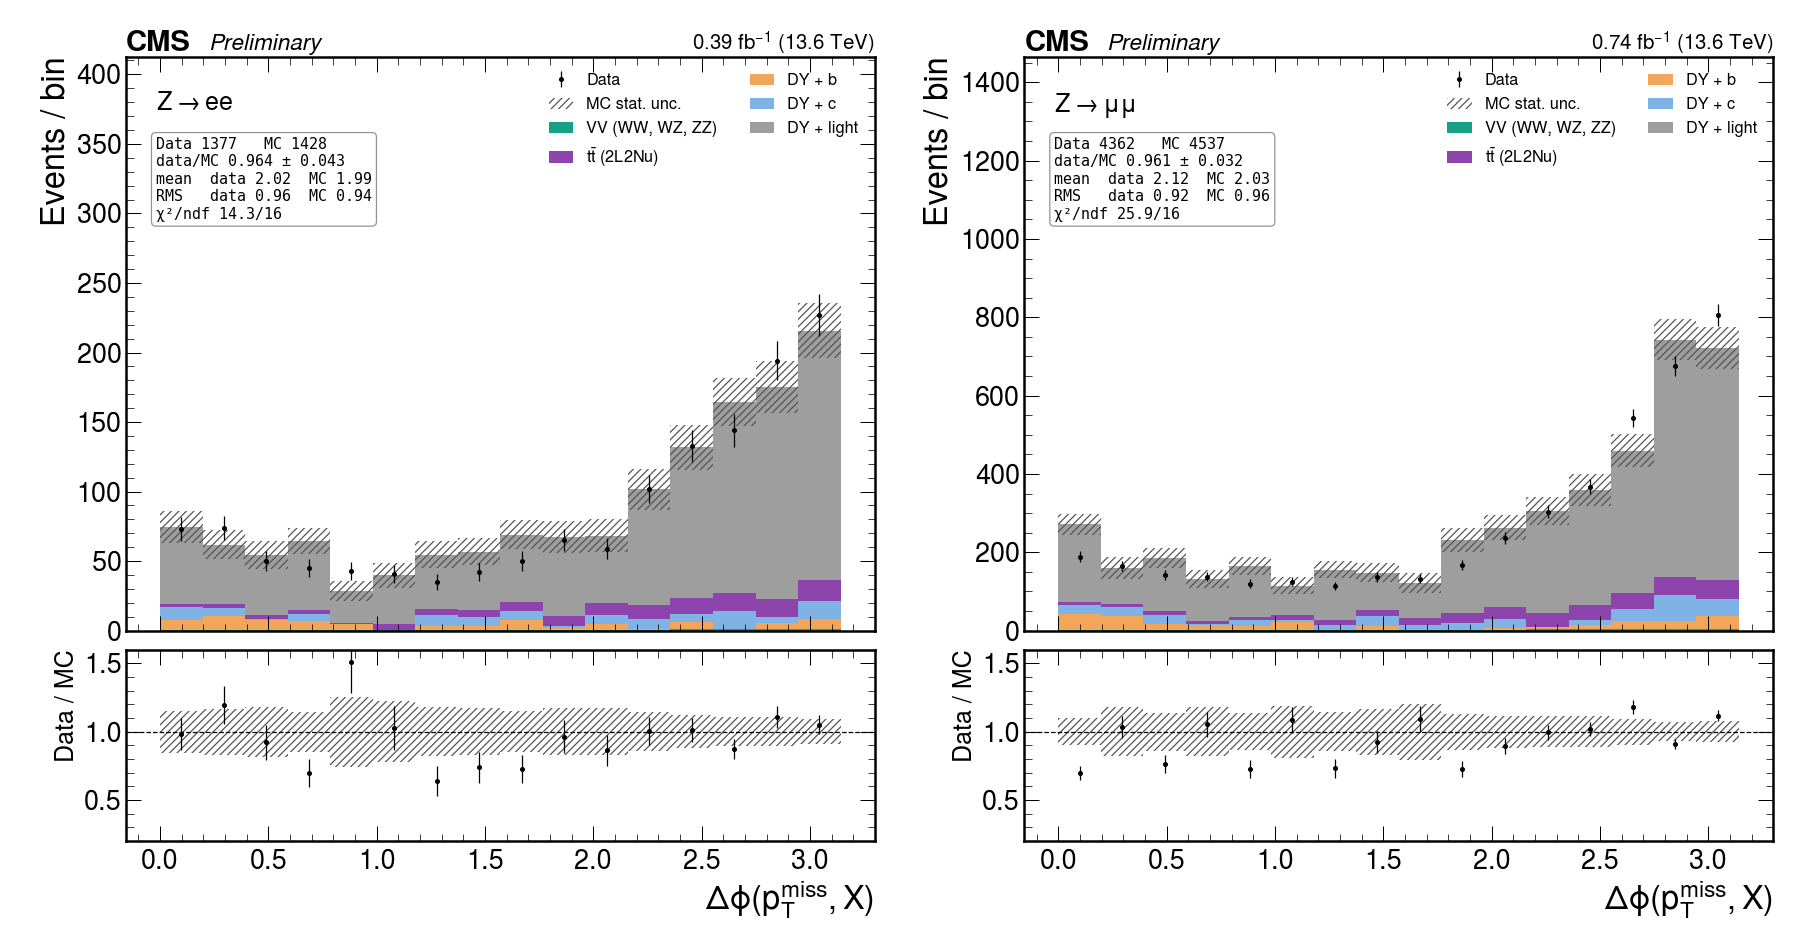 CMS Preliminary 0.39 fb⁻¹ (13.6 TeV)
Events / bin
400
350
300
250
200
150
100
50
0
Z → ee
Data 1377 MC 1428
data/MC 0.964 ± 0.043
mean data 2.02 MC 1.99
RMS data 0.96 MC 0.94
χ²/ndf 14.3/16
Data
MC stat. unc.
VV (WW, WZ, ZZ)
tt̄ (2L2Nu)
DY + b
DY + c
DY + light
Data / MC
1.5
1.0
0.5
0.0 0.5 1.0 1.5 2.0 2.5 3.0
Δϕ(p_T^miss, X)
CMS Preliminary 0.74 fb⁻¹ (13.6 TeV)
Events / bin
1400
1200
1000
800
600
400
200
0
Z → μμ
Data 4362 MC 4537
data/MC 0.961 ± 0.032
mean data 2.12 MC 2.03
RMS data 0.92 MC 0.96
χ²/ndf 25.9/16
Data
MC stat. unc.
VV (WW, WZ, ZZ)
tt̄ (2L2Nu)
DY + b
DY + c
DY + light
Data / MC
1.5
1.0
0.5
0.0 0.5 1.0 1.5 2.0 2.5 3.0
Δϕ(p_T^miss, X)